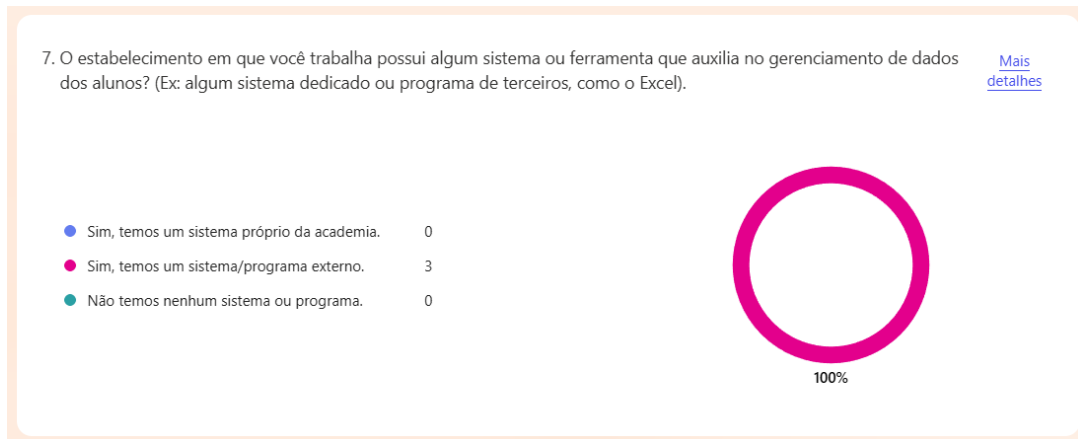 7. O estabelecimento em que você trabalha possui algum sistema ou ferramenta que auxilia no gerenciamento de dados
dos alunos? (Ex: algum sistema dedicado ou programa de terceiros, como o Excel).
Mais
detalhes
Sim, temos um sistema próprio da academia. 0
Sim, temos um sistema/programa externo. 3
Não temos nenhum sistema ou programa. 0
100%